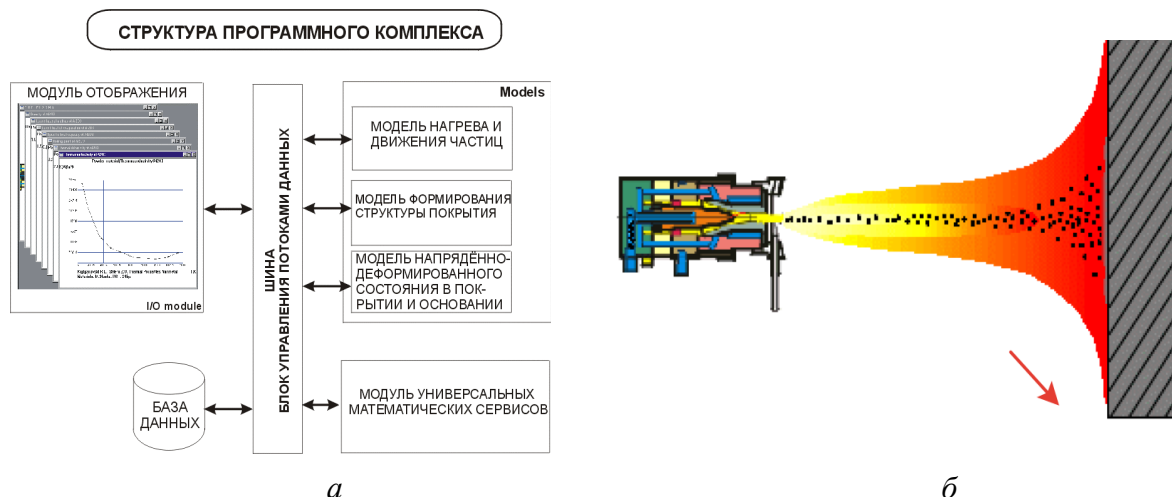 СТРУКТУРА ПРОГРАММНОГО КОМПЛЕКСА
МОДУЛЬ ОТОБРАЖЕНИЯ
I/O module
ШИНА
БЛОК УПРАВЛЕНИЯ ПОТОКАМИ ДАННЫХ
Models
МОДЕЛЬ НАГРЕВА И
ДВИЖЕНИЯ ЧАСТИЦ
МОДЕЛЬ ФОРМИРОВАНИЯ
СТРУКТУРЫ ПОКРЫТИЯ
МОДЕЛЬ НАПРЯДЁННО-
ДЕФОРМИРОВАННОГО
СОСТОЯНИЯ В ПОК-
РЫТИИ И ОСНОВАНИИ
БАЗА
ДАННЫХ
МОДУЛЬ УНИВЕРСАЛЬНЫХ
МАТЕМАТИЧЕСКИХ СЕРВИСОВ
а
б